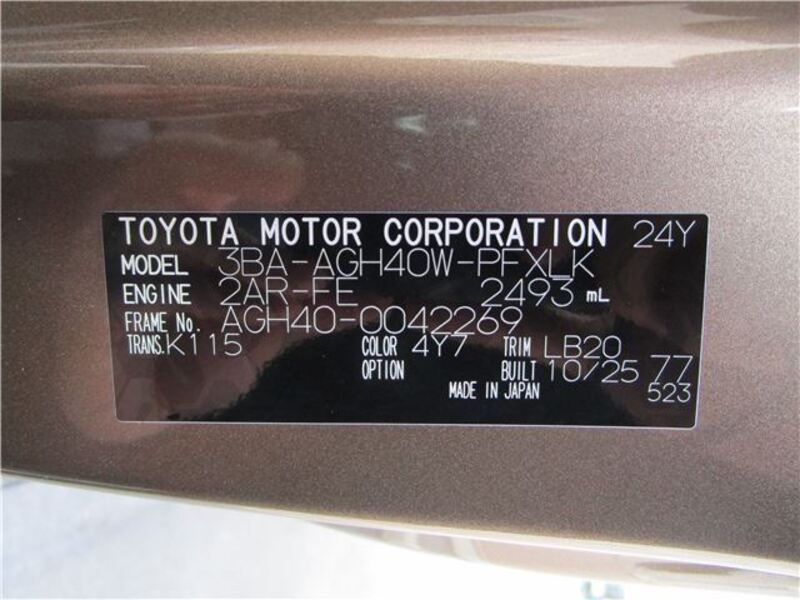 TOYOTA MOTOR CORPORATION 24Y
MODEL 3BA-AGH40W-PFXLK
ENGINE 2AR-FE 2493 mL
FRAME No. AGH40-0042269
TRANS. K115 COLOR 4Y7 TRIM LB20
OPTION BUILT 10/25 77
MADE IN JAPAN 523